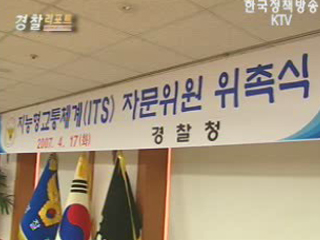 경찰리포트
한국정책방송
KTV
지능형교통체계(ITS) 자문위원 위촉식
2007. 4. 17(화)
경찰청